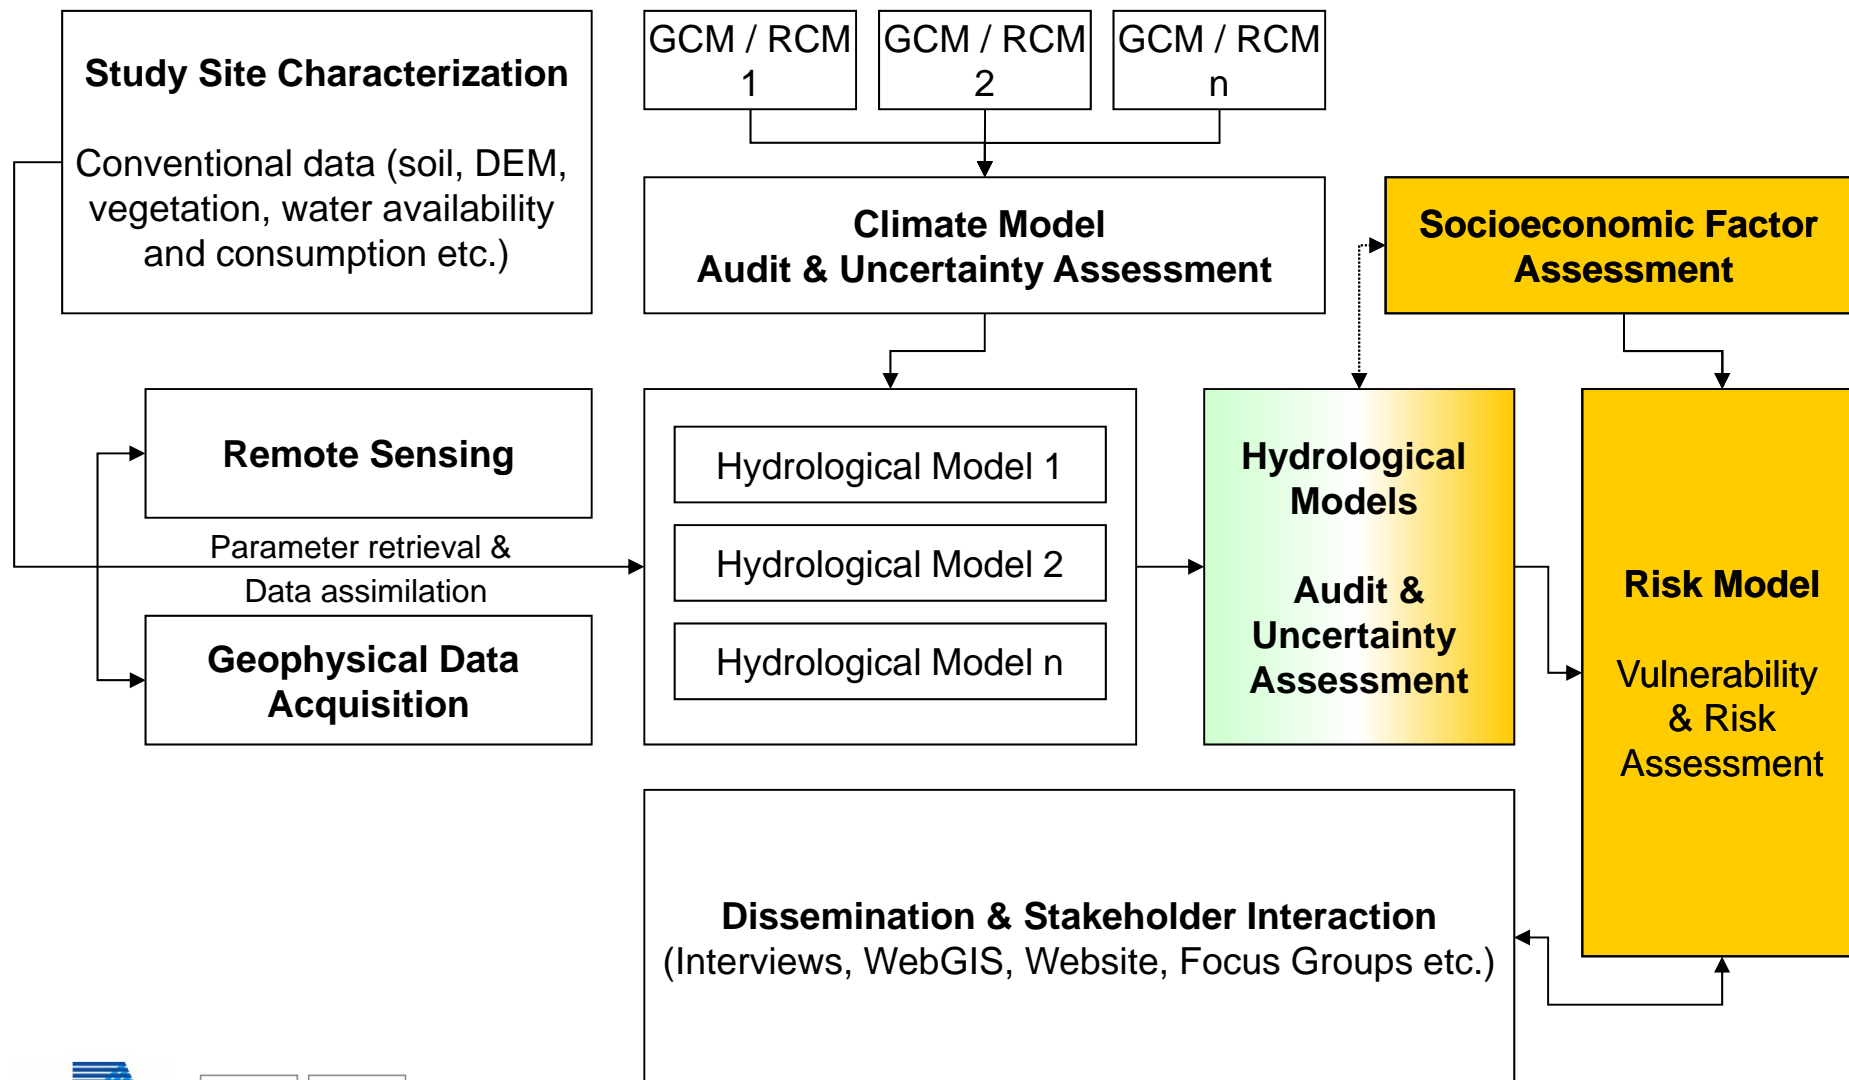 Study Site Characterization
Conventional data (soil, DEM,
vegetation, water availability
and consumption etc.)
GCM / RCM
1
GCM / RCM
2
GCM / RCM
n
Climate Model
Audit & Uncertainty Assessment
Socioeconomic Factor
Assessment
Remote Sensing
Parameter retrieval &
Data assimilation
Geophysical Data
Acquisition
Hydrological Model 1
Hydrological Model 2
Hydrological Model n
Hydrological
Models
Audit &
Uncertainty
Assessment
Risk Model
Vulnerability
& Risk
Assessment
Dissemination & Stakeholder Interaction
(Interviews, WebGIS, Website, Focus Groups etc.)